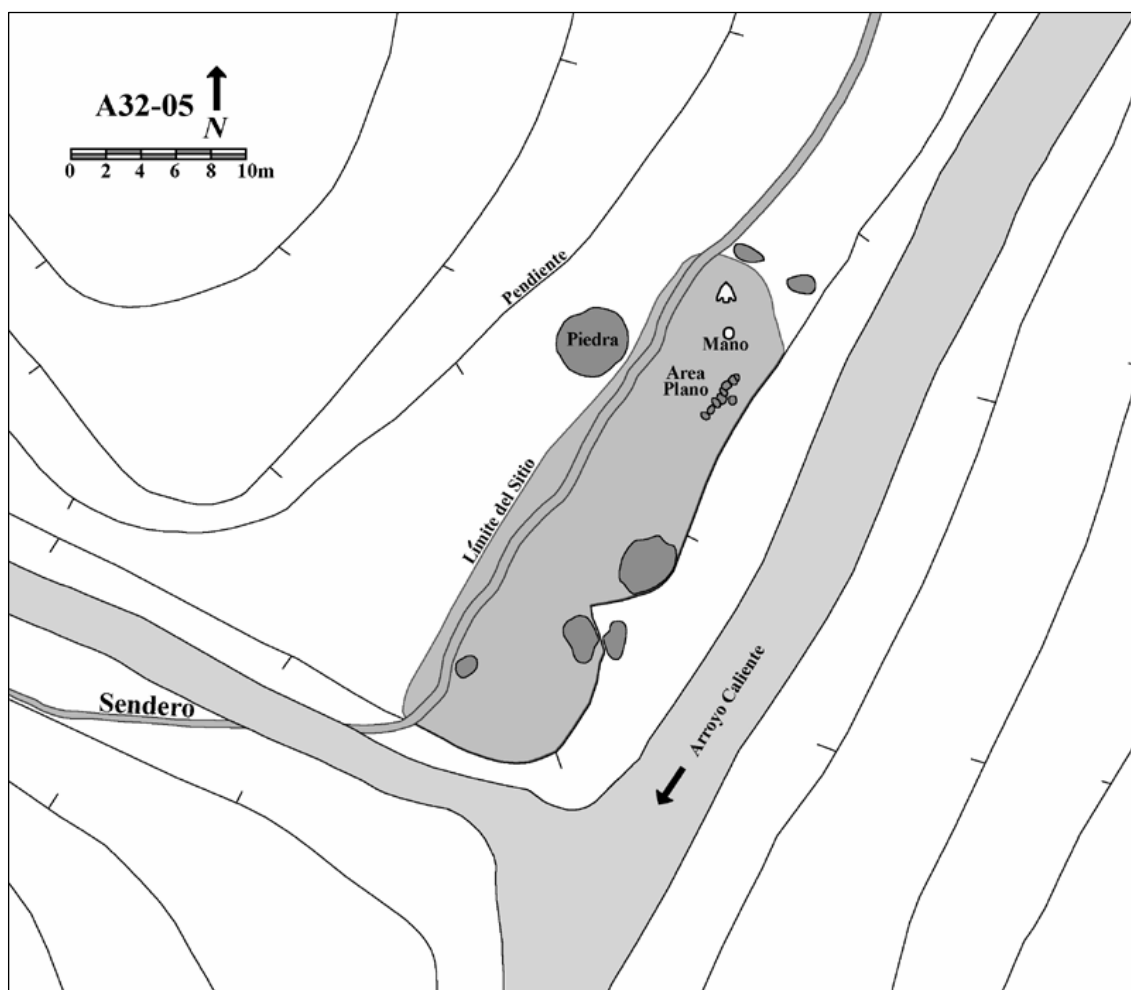 A32-05
N
0 2 4 6 8 10m
Pendiente
Piedra
Mano
Area
Plano
Límite del Sitio
Sendero
Arroyo Caliente